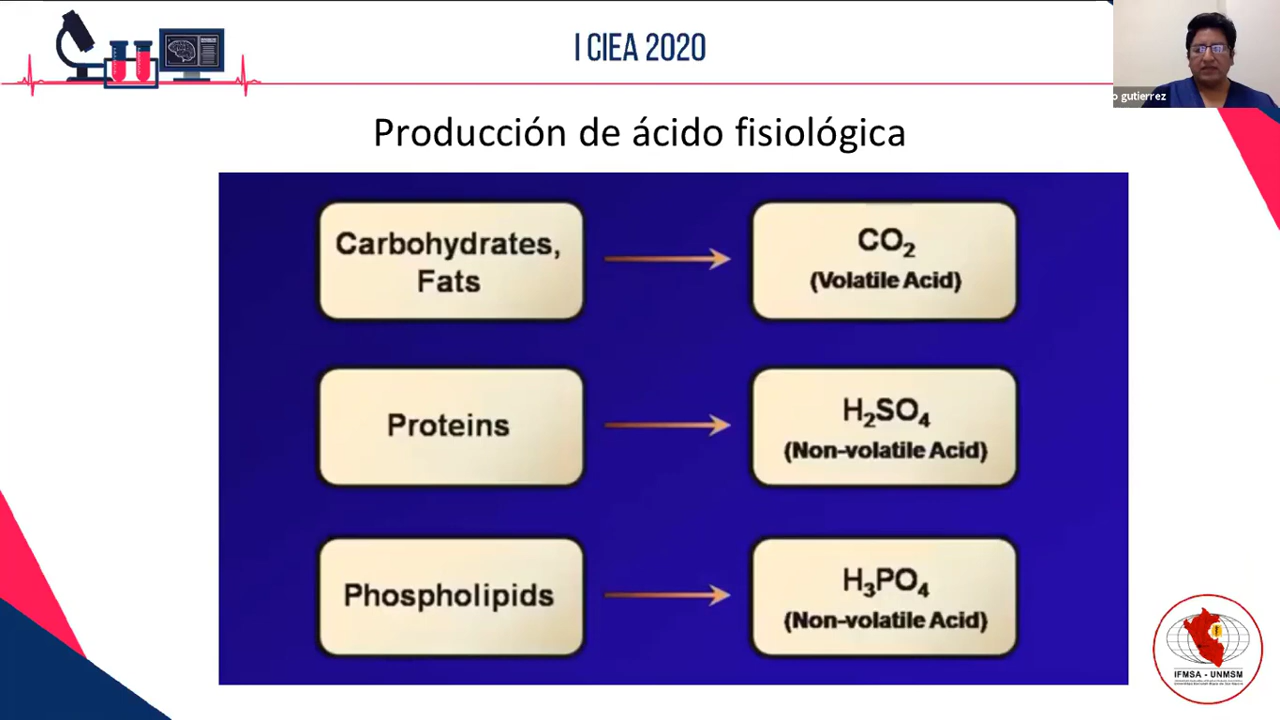 I CIEA 2020
o gutierrez
Producción de ácido fisiológica
Carbohydrates,
Fats
CO₂
(Volatile Acid)
Proteins
H₂SO₄
(Non-volatile Acid)
Phospholipids
H₃PO₄
(Non-volatile Acid)
IFMSA - UNMSM